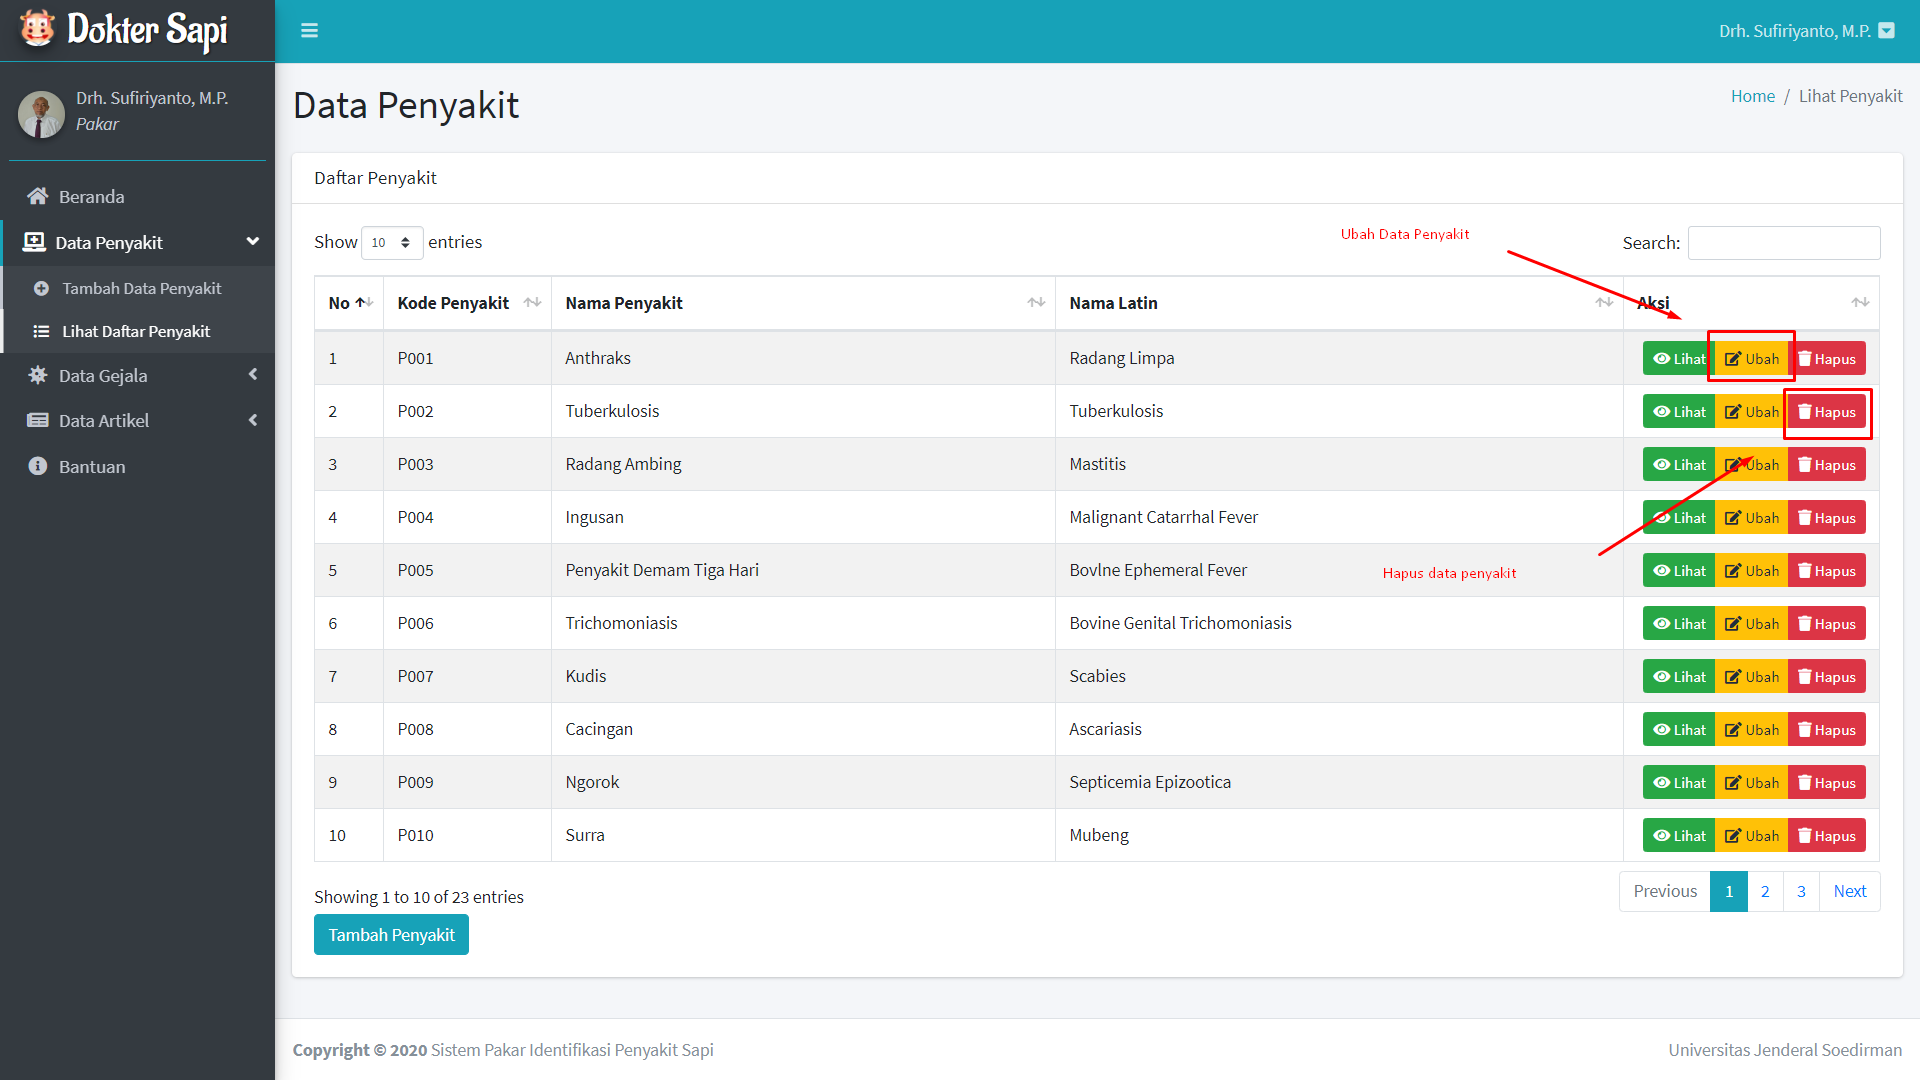 Dokter Sapi
Drh. Sufiriyanto, M.P.
Drh. Sufiriyanto, M.P.
Pakar
Data Penyakit
Home / Lihat Penyakit
Beranda
Data Penyakit
Tambah Data Penyakit
Lihat Daftar Penyakit
Data Gejala
Data Artikel
Bantuan
Daftar Penyakit
Show 10 entries
Ubah Data Penyakit
Search:
No Kode Penyakit Nama Penyakit Nama Latin Aksi
1 P001 Anthraks Radang Limpa Lihat Ubah Hapus
2 P002 Tuberkulosis Tuberkulosis Lihat Ubah Hapus
3 P003 Radang Ambing Mastitis Lihat Ubah Hapus
4 P004 Ingusan Malignant Catarrhal Fever Lihat Ubah Hapus
5 P005 Penyakit Demam Tiga Hari Bovlne Ephemeral Fever Lihat Ubah Hapus
Hapus data penyakit
6 P006 Trichomoniasis Bovine Genital Trichomoniasis Lihat Ubah Hapus
7 P007 Kudis Scabies Lihat Ubah Hapus
8 P008 Cacingan Ascariasis Lihat Ubah Hapus
9 P009 Ngorok Septicemia Epizootica Lihat Ubah Hapus
10 P010 Surra Mubeng Lihat Ubah Hapus
Showing 1 to 10 of 23 entries
Previous 1 2 3 Next
Tambah Penyakit
Copyright © 2020 Sistem Pakar Identifikasi Penyakit Sapi
Universitas Jenderal Soedirman